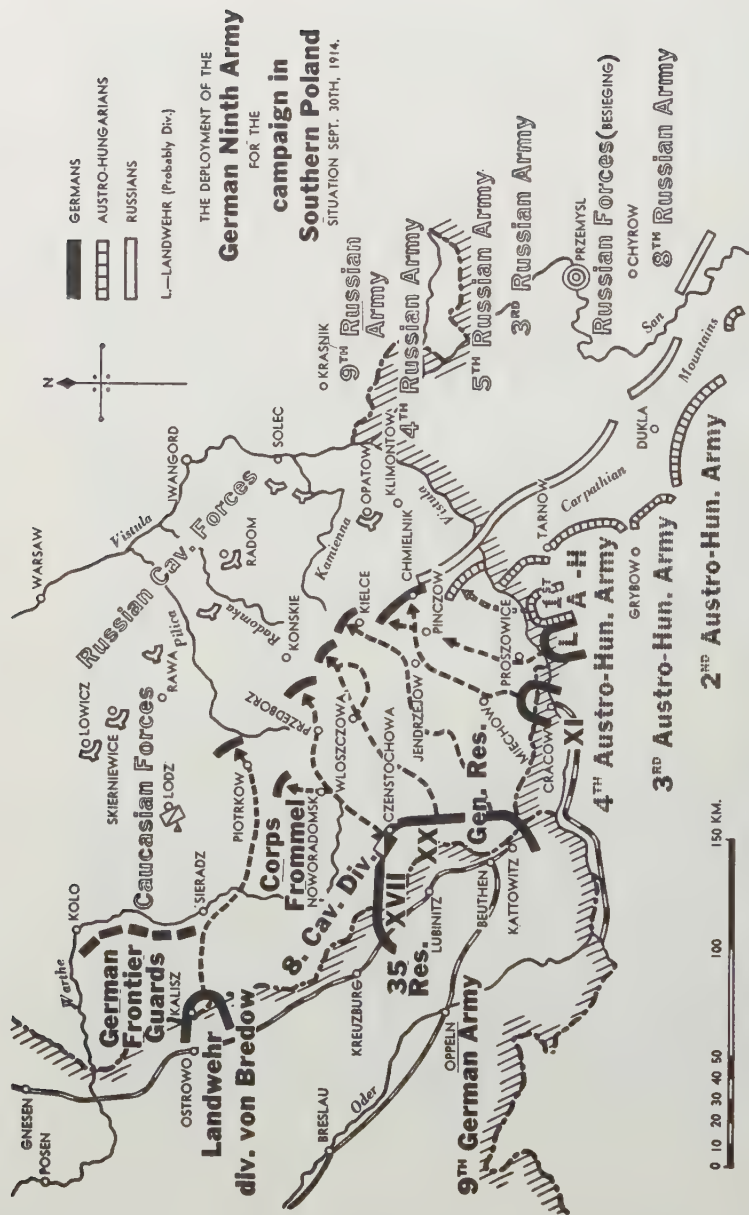 GERMANS
AUSTRO-HUNGARIANS
RUSSIANS
L.—LANDWEHR (Probably Div.)
THE DEPLOYMENT OF THE
German Ninth Army
FOR THE
campaign in
Southern Poland
SITUATION SEPT. 30TH, 1914.
N
GNESEN
POSEN
Warthe
KOLO
German
Frontier
Guards
KALISZ
OSTROWO
Landwehr
div. von Bredow
SIERADZ
Caucasian Forces
LOWICZ
SKIERNIEWICE
LODZ
RAWA
WARSAW
Vistula
Russian Cav. Forces
Pilica
JWANGORD
SOLEC
RADOM
Radomka
Kamienna
KONSKIE
PIOTRKOW
Corps
Frommel
NOWORADOMSK
PRZEDBORZ
WLOSZCZOWA
KIELCE
OPATOW
KLIMONTOW
CHMIELNIK
PINCZOW
JENDRZEJOW
Vistula
KRASNIK
9TH Russian
Army
4TH Russian Army
5TH Russian Army
3RD Russian Army
PRZEMYSL
Russian Forces (BESIEGING)
CHYROW
8TH Russian Army
San
8. Cav. Div.
CZENSTOCHOWA
XVII
XX
Gen. Res.
35
Res.
KREUZBURG
LUBINITZ
BEUTHEN
KATTOWITZ
BRESLAU
Oder
OPPELN
9TH German Army
MIECHOW
PROSZOWICE
CRACOW
XI
L
1ST
A-H
TARNOW
Carpathian
Mountains
DUKLA
GRYBOW
4TH Austro-Hun. Army
3RD Austro-Hun. Army
2ND Austro-Hun. Army
0 10 20 30 40 50 100 150 KM.